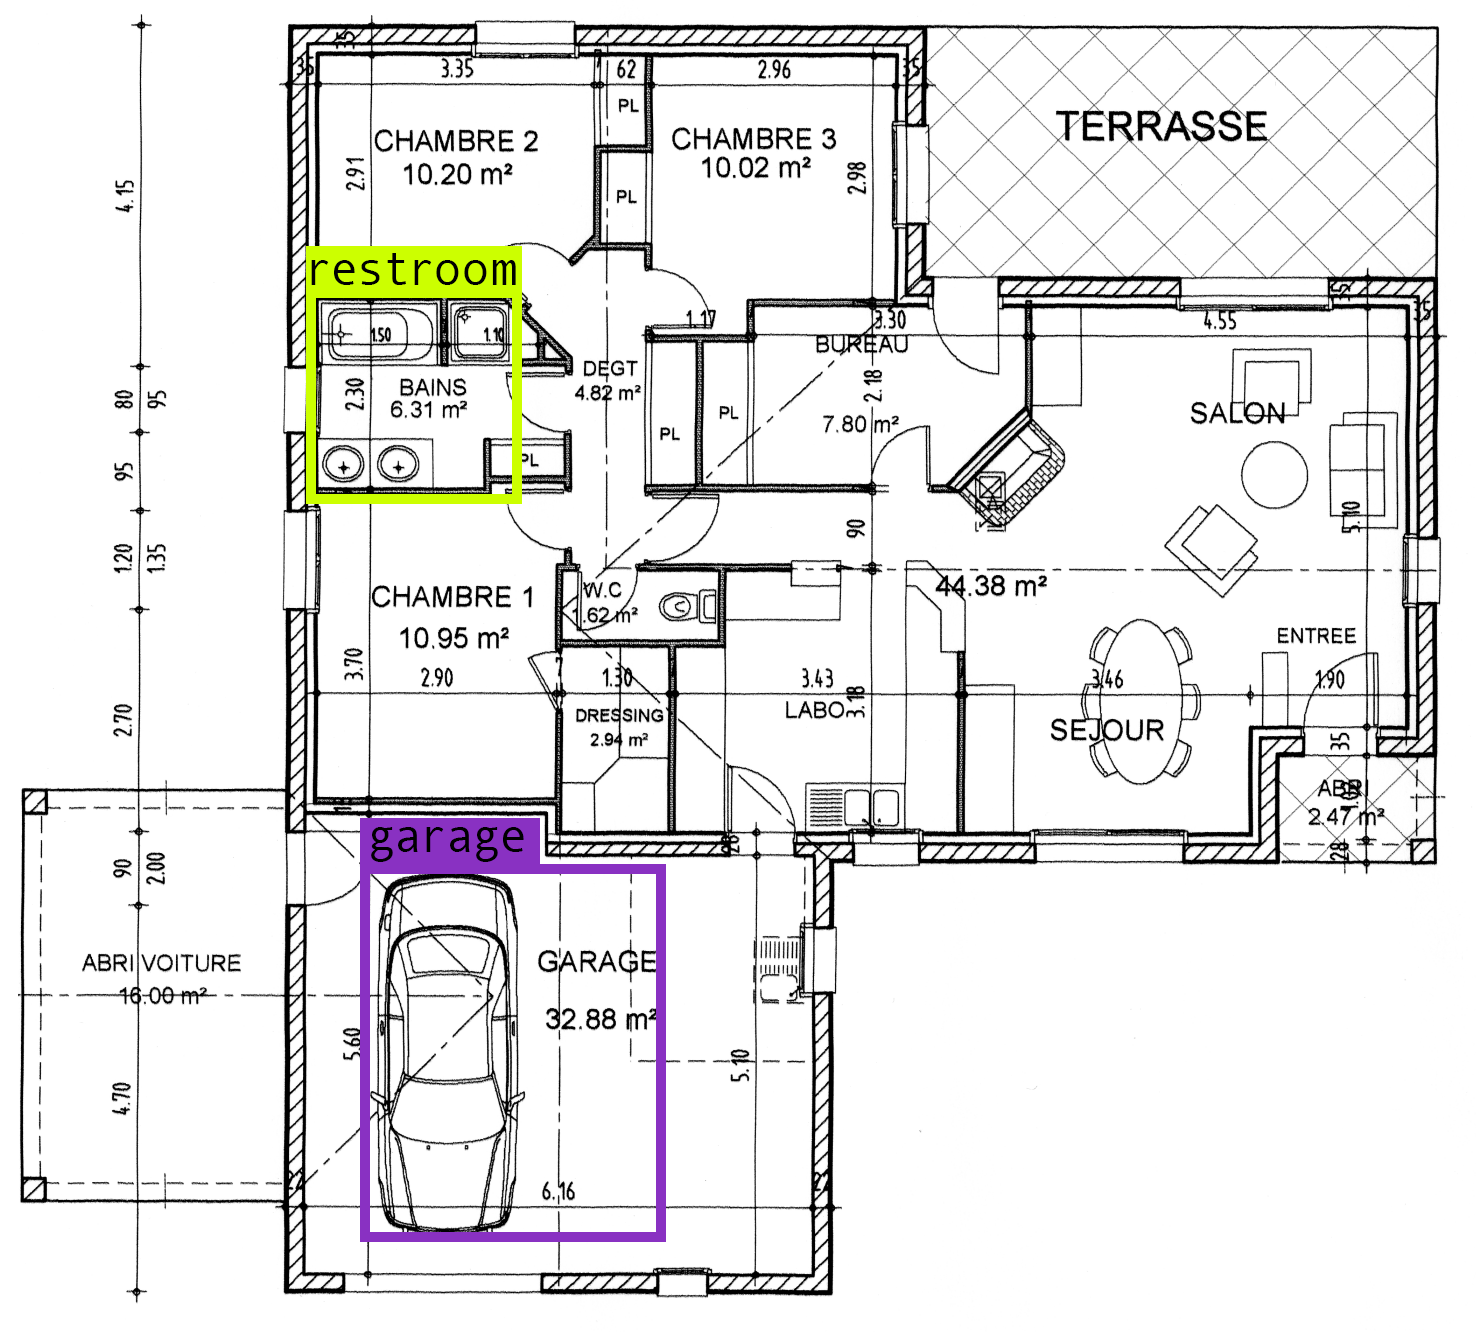 35
35
3.35
62
2.96
35
PL
CHAMBRE 2
10.20 m²
CHAMBRE 3
10.02 m²
TERRASSE
2.91
2.98
PL
4.15
restroom
35
35
1.50
1.10
1.17
3.30
4.55
BUREAU
DEGT
4.82 m²
BAINS
6.31 m²
2.30
2.18
80
95
PL
7.80 m²
SALON
PL
PL
95
5.10
90
1.20
1.35
CHAMBRE 1
10.95 m²
W.C
1.62 m²
44.38 m²
ENTREE
3.70
2.90
7
1.30
3.43
3.18
3.46
1.90
DRESSING
2.94 m²
LABO
SEJOUR
2.70
35
ABRI
2.47 m²
28
28
garage
90
2.00
ABRI VOITURE
16.00 m²
GARAGE
32.88 m²
5.60
5.10
4.70
6.16